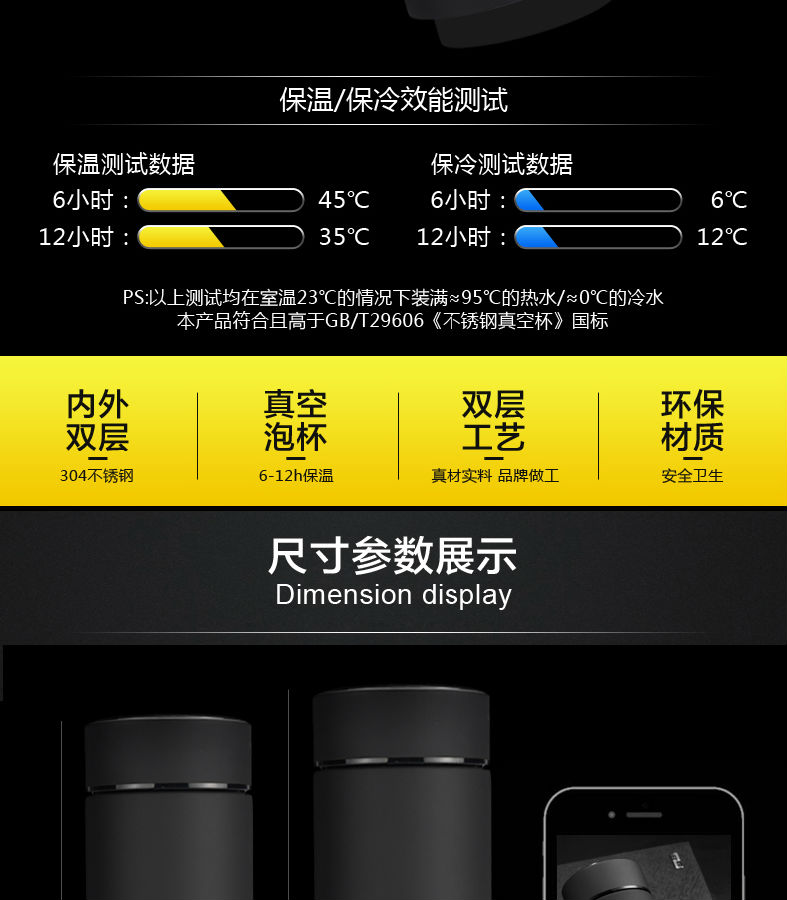 保温/保冷效能测试
保温测试数据
6小时：45℃
12小时：35℃
保冷测试数据
6小时：6℃
12小时：12℃
PS:以上测试均在室温23℃的情况下装满≈95℃的热水/≈0℃的冷水
本产品符合且高于GB/T29606《不锈钢真空杯》国标
内外
双层
304不锈钢
真空
泡杯
6-12h保温
双层
工艺
真材实料 品牌做工
环保
材质
安全卫生
尺寸参数展示
Dimension display